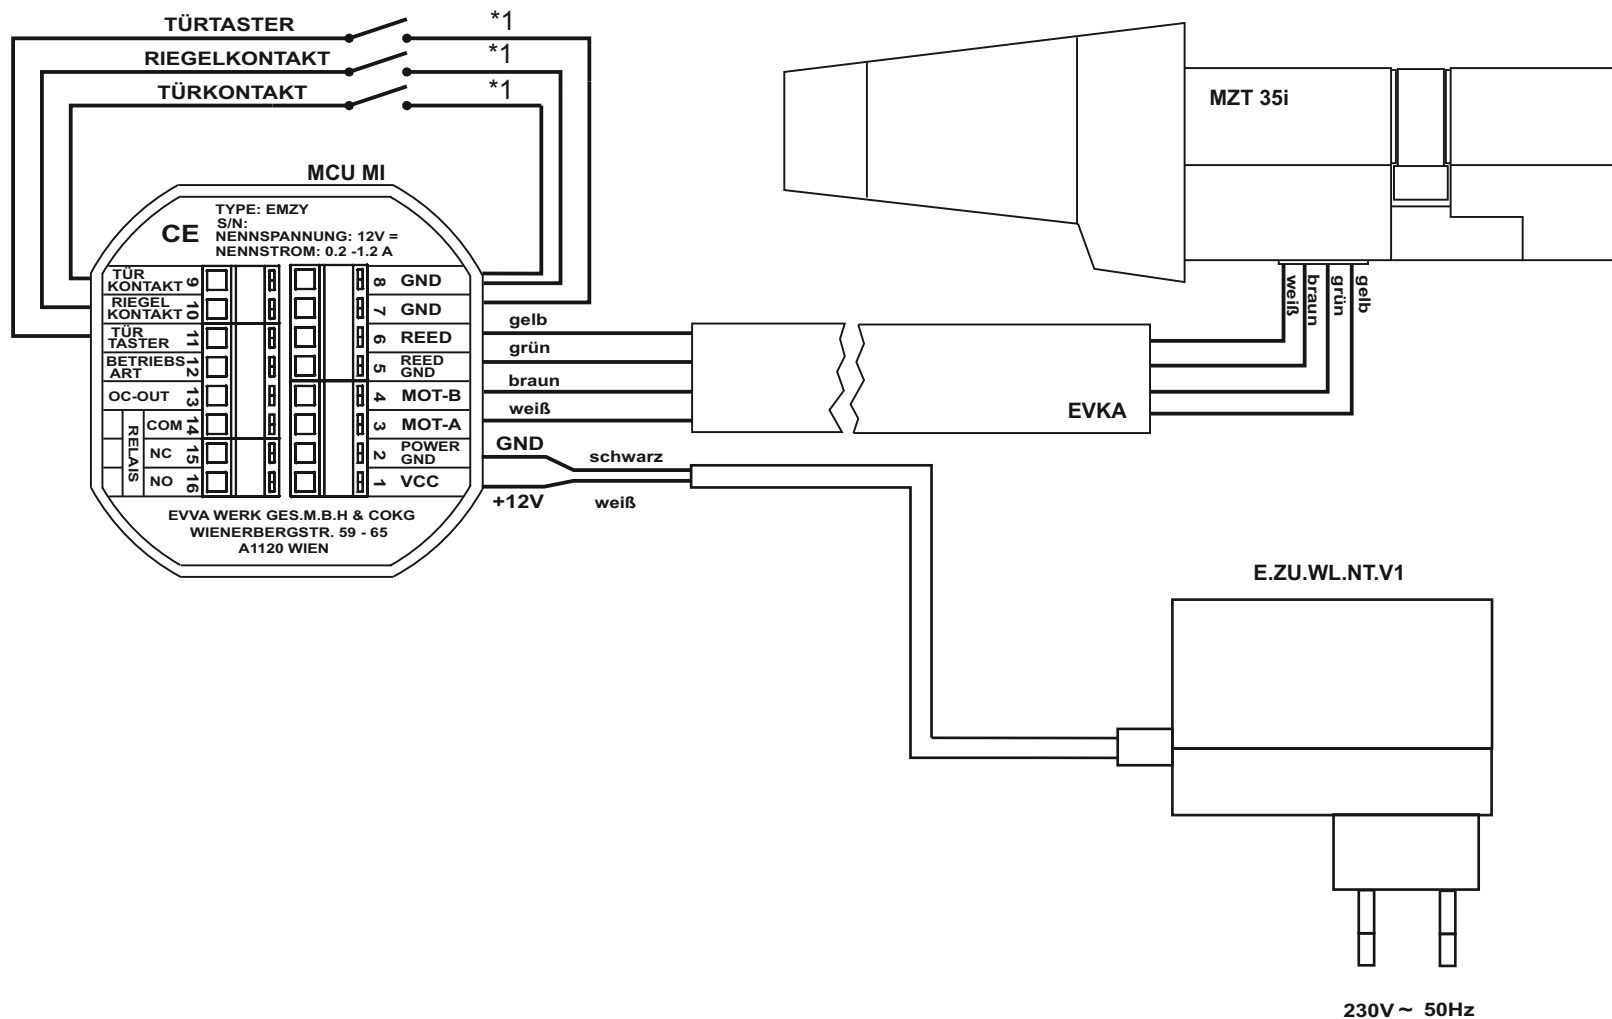 TÜRTASTER *1
RIEGELKONTAKT *1
TÜRKONTAKT *1
MCU MI
TYPE: EMZY
S/N:
NENNSPANNUNG: 12V =
NENNSTROM: 0.2 -1.2 A
CE
TÜR
KONTAKT 9
RIEGEL
KONTAKT 10
TÜR
TASTER 11
BETRIEBS
ART 12
OC-OUT 13
RELAIS
COM 14
NC 15
NO 16
8 GND
7 GND
6 REED
5 REED
GND
4 MOT-B
3 MOT-A
2 POWER
GND
1 VCC
EVVA WERK GES.M.B.H & COKG
WIENERBERGSTR. 59 - 65
A1120 WIEN
gelb
grün
braun
weiß
GND
schwarz
+12V
weiß
EVKA
MZT 35i
weiß
braun
grün
gelb
E.ZU.WL.NT.V1
230V ~ 50Hz